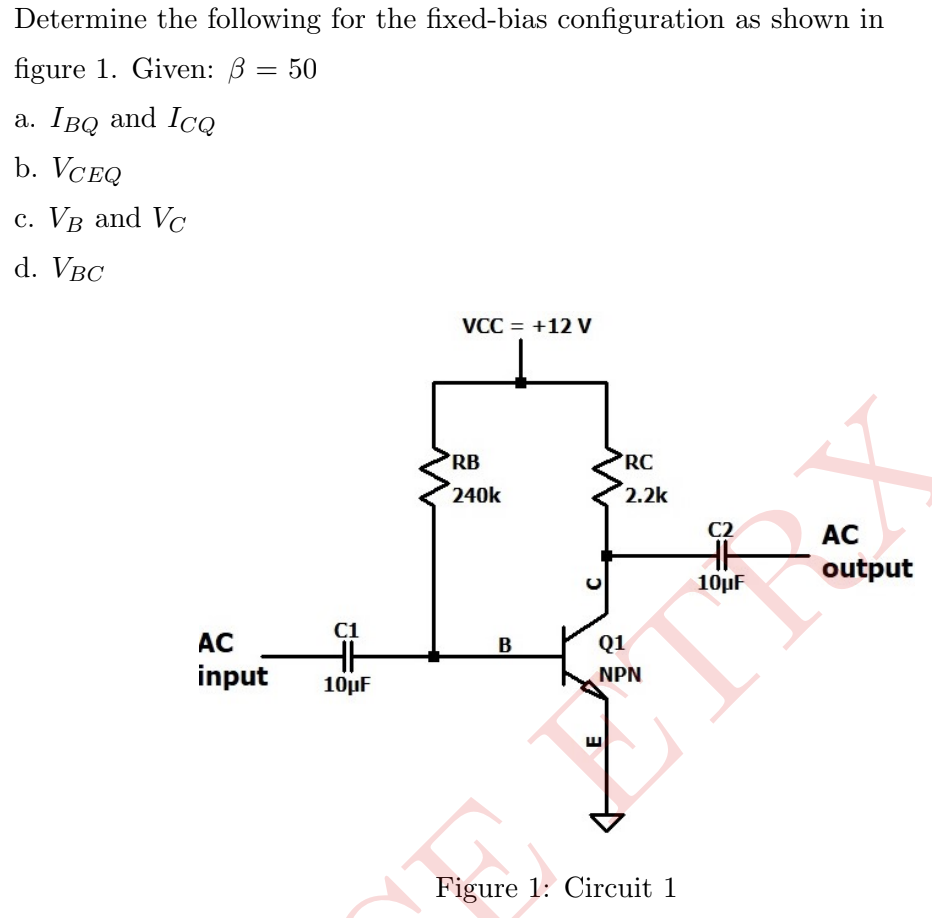 Determine the following for the fixed-bias configuration as shown in
figure 1. Given: β = 50
a. I_BQ and I_CQ
b. V_CEQ
c. V_B and V_C
d. V_BC
VCC = +12 V
RB
240k
RC
2.2k
C2
10µF
AC
output
C
C1
10µF
AC
input
B
Q1
NPN
E
CE ETRX
Figure 1: Circuit 1